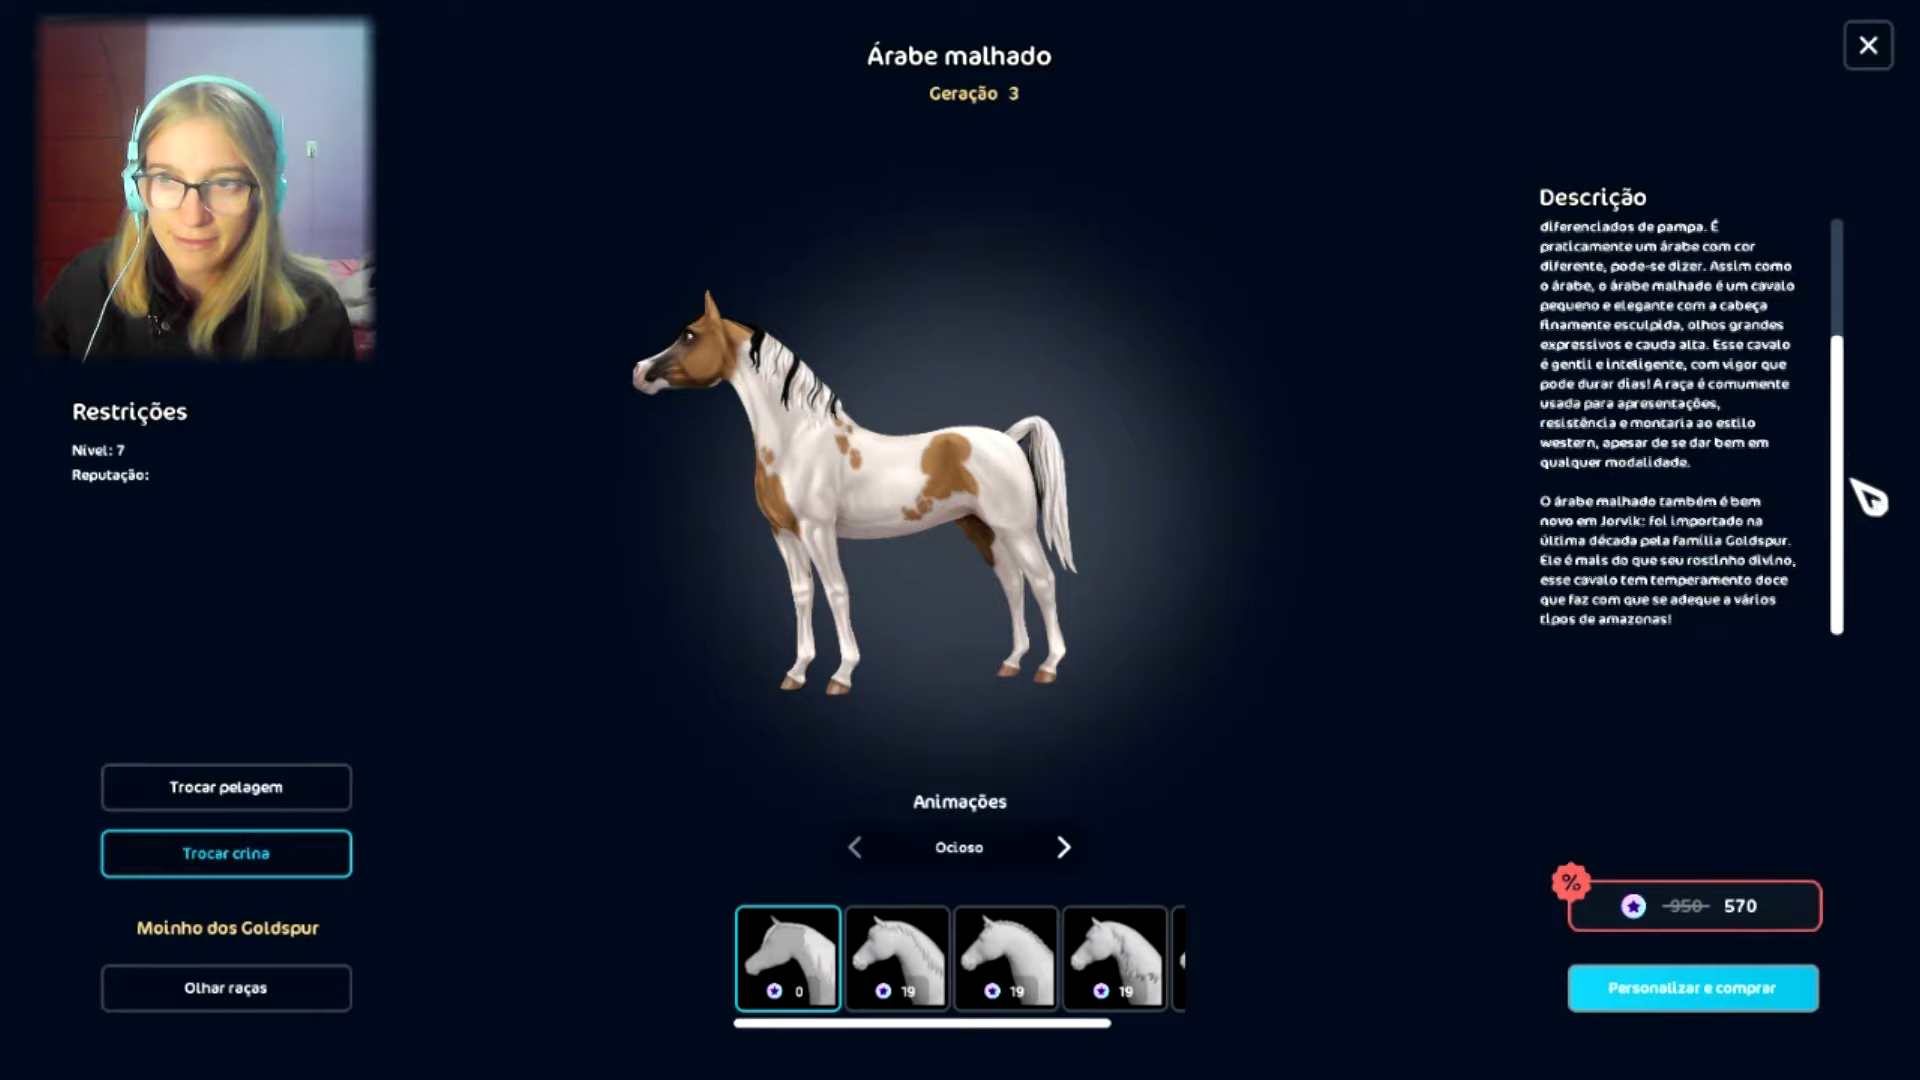 Árabe malhado
Geração 3
Descrição
diferenciados de pampa. É
praticamente um árabe com cor
diferente, pode-se dizer. Assim como
o árabe, o árabe malhado é um cavalo
pequeno e elegante com a cabeça
finamente esculpida, olhos grandes
expressivos e cauda alta. Esse cavalo
é gentil e inteligente, com vigor que
pode durar dias! A raça é comumente
usada para apresentações,
resistência e montaria ao estilo
western, apesar de se dar bem em
qualquer modalidade.
O árabe malhado também é bem
novo em Jorvik: foi importado na
última década pela família Goldspur.
Ele é mais do que seu rostinho divino,
esse cavalo tem temperamento doce
que faz com que se adeque a vários
tipos de amazonas!
Restrições
Nível: 7
Reputação:
Trocar pelagem
Trocar crina
Moinho dos Goldspur
Olhar raças
Animações
Ocioso
0
19
19
19
%
950 570
Personalizar e comprar